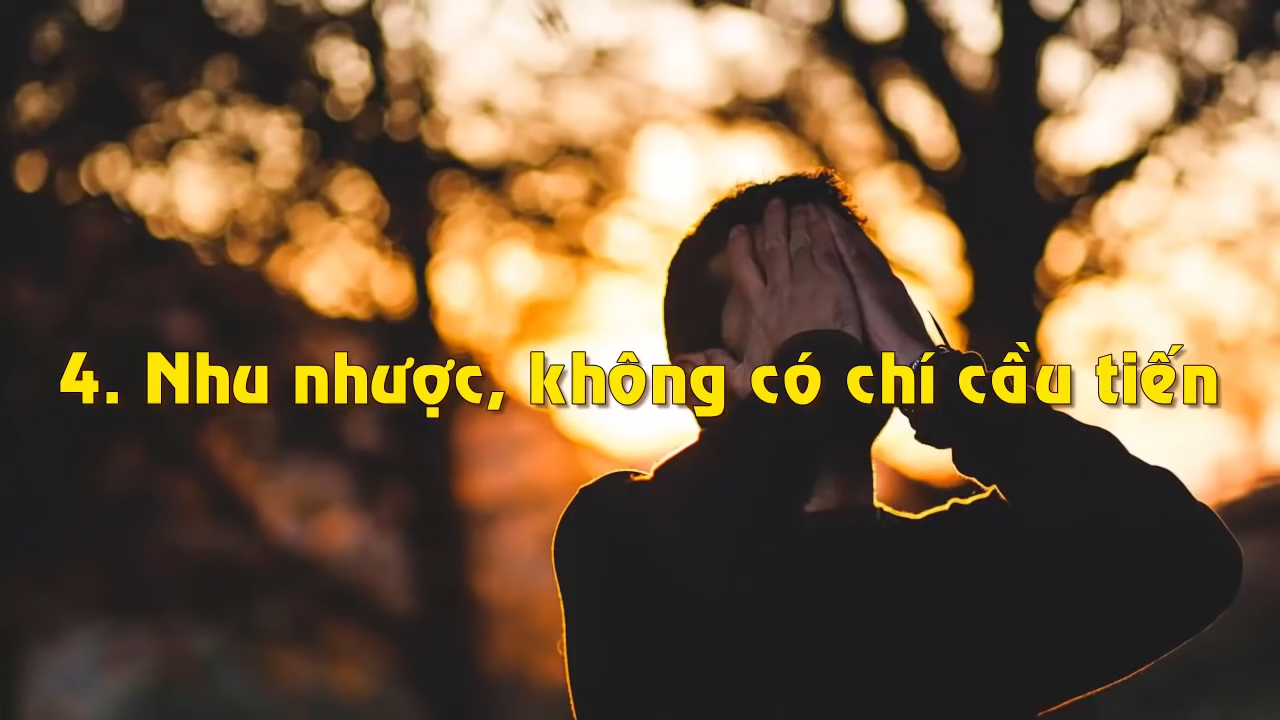 4. Nhu nhược, không có chí cầu tiến